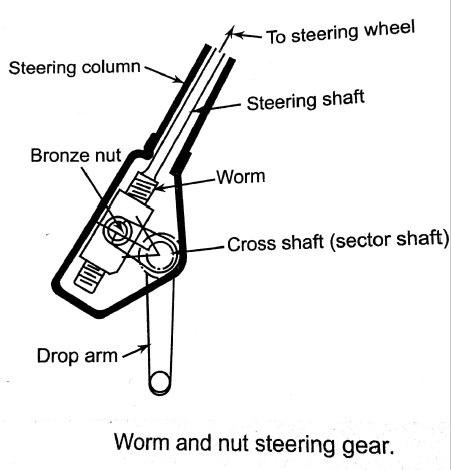 To steering wheel
Steering column
Steering shaft
Bronze nut
Worm
Cross shaft (sector shaft)
Drop arm
Worm and nut steering gear.